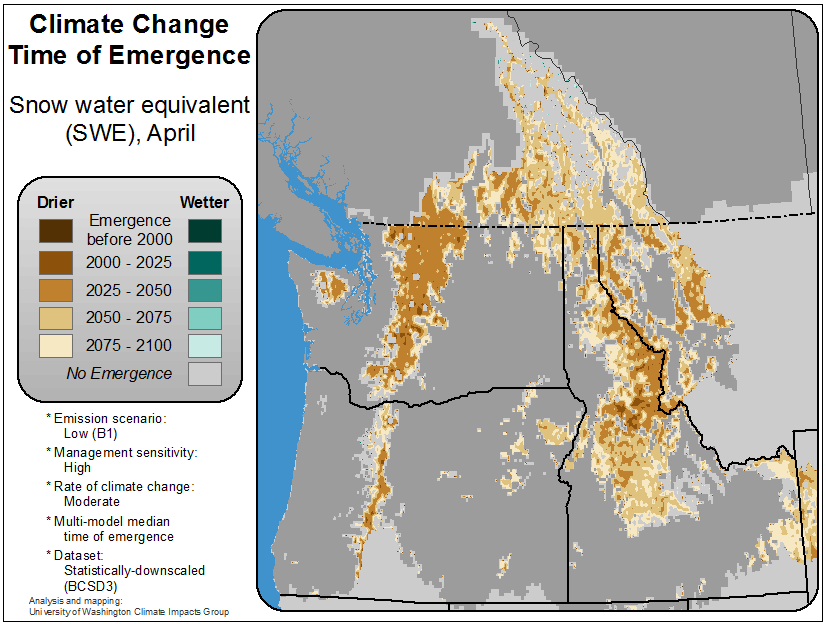 Climate Change
Time of Emergence
Snow water equivalent
(SWE), April
Drier
Wetter
Emergence
before 2000
2000 - 2025
2025 - 2050
2050 - 2075
2075 - 2100
No Emergence
* Emission scenario:
Low (B1)
* Management sensitivity:
High
* Rate of climate change:
Moderate
* Multi-model median
time of emergence
* Dataset:
Statistically-downscaled
(BCSD3)
Analysis and mapping:
University of Washington Climate Impacts Group